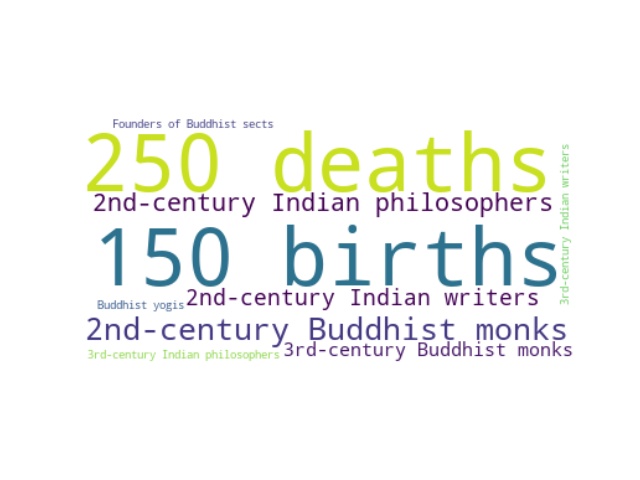 Founders of Buddhist sects
250 deaths
2nd-century Indian philosophers
150 births
3rd-century Indian writers
2nd-century Indian writers
Buddhist yogis
2nd-century Buddhist monks
3rd-century Buddhist monks
3rd-century Indian philosophers